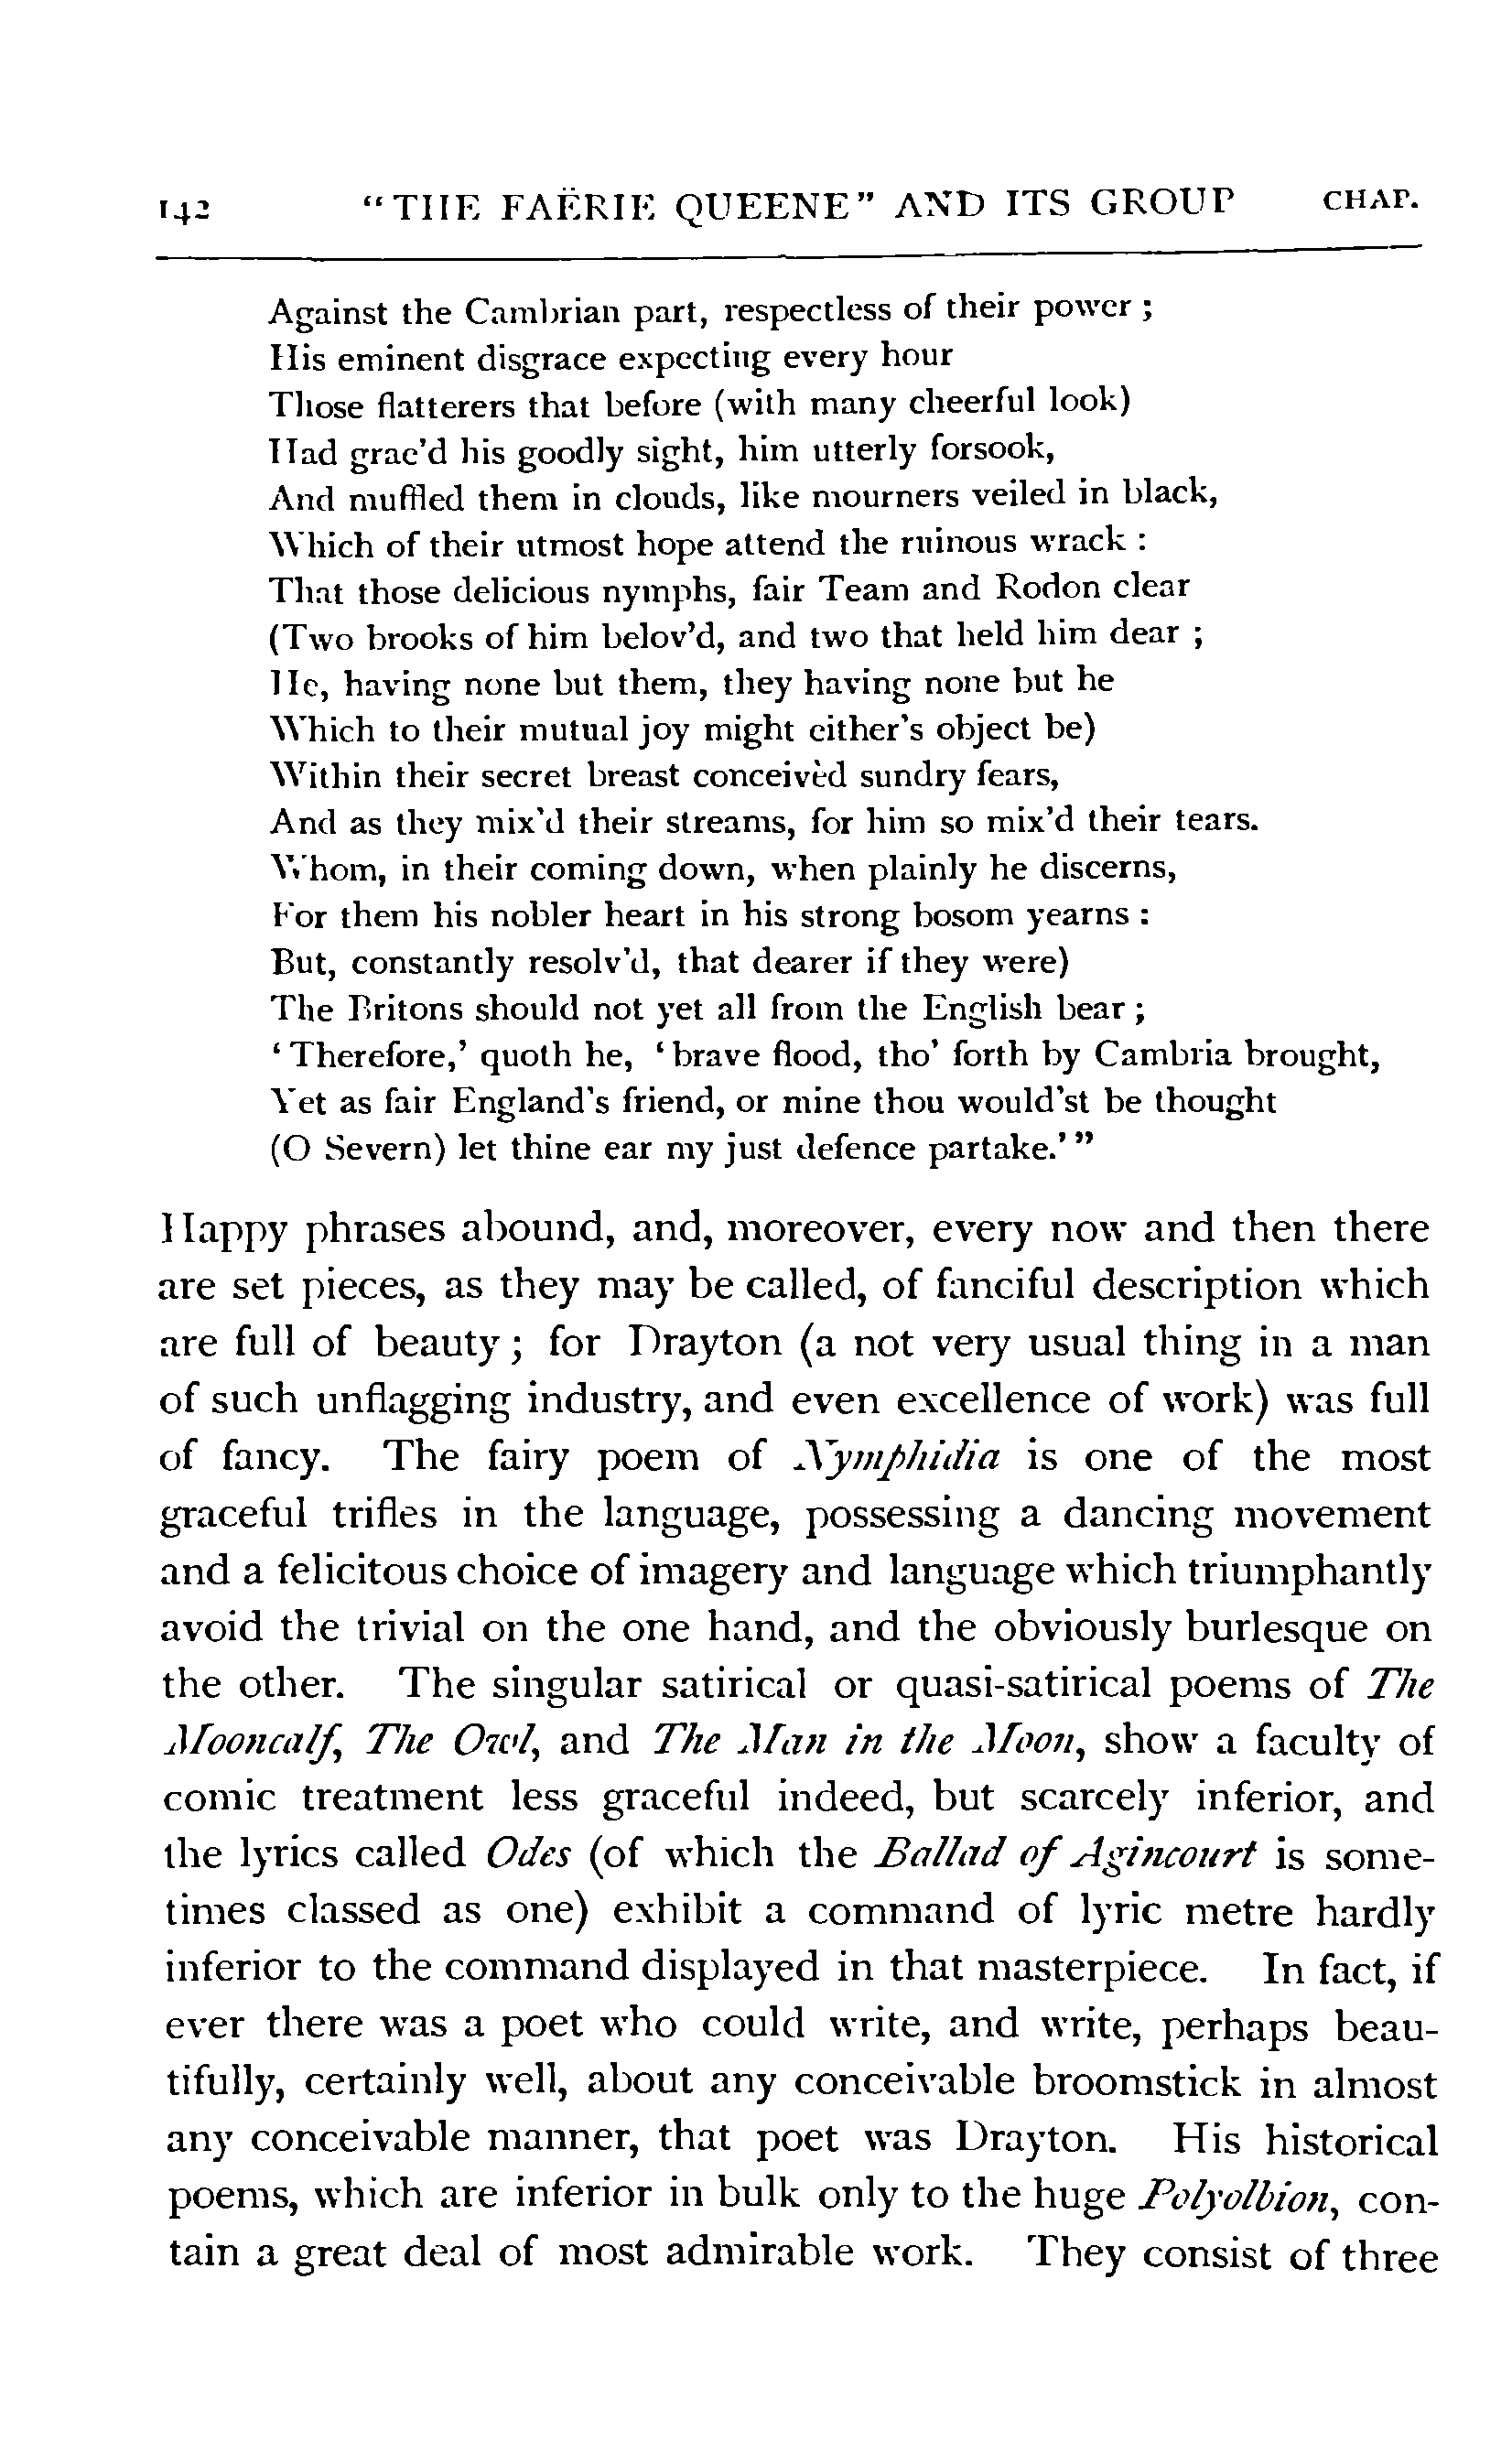 142 "THE FAËRIE QUEENE" AND ITS GROUP CHAP.
Against the Cambrian part, respectless of their power ;
His eminent disgrace expecting every hour
Those flatterers that before (with many cheerful look)
Had grac'd his goodly sight, him utterly forsook,
And muffled them in clouds, like mourners veiled in black,
Which of their utmost hope attend the ruinous wrack :
That those delicious nymphs, fair Team and Rodon clear
(Two brooks of him belov'd, and two that held him dear ;
He, having none but them, they having none but he
Which to their mutual joy might either's object be)
Within their secret breast conceivèd sundry fears,
And as they mix'd their streams, for him so mix'd their tears.
Whom, in their coming down, when plainly he discerns,
For them his nobler heart in his strong bosom yearns :
But, constantly resolv'd, that dearer if they were)
The Britons should not yet all from the English bear ;
'Therefore,' quoth he, 'brave flood, tho' forth by Cambria brought,
Yet as fair England's friend, or mine thou would'st be thought
(O Severn) let thine ear my just defence partake.'"
Happy phrases abound, and, moreover, every now and then there
are set pieces, as they may be called, of fanciful description which
are full of beauty ; for Drayton (a not very usual thing in a man
of such unflagging industry, and even excellence of work) was full
of fancy. The fairy poem of Nymphidia is one of the most
graceful trifles in the language, possessing a dancing movement
and a felicitous choice of imagery and language which triumphantly
avoid the trivial on the one hand, and the obviously burlesque on
the other. The singular satirical or quasi-satirical poems of The
Mooncalf, The Owl, and The Man in the Moon, show a faculty of
comic treatment less graceful indeed, but scarcely inferior, and
the lyrics called Odes (of which the Ballad of Agincourt is some-
times classed as one) exhibit a command of lyric metre hardly
inferior to the command displayed in that masterpiece. In fact, if
ever there was a poet who could write, and write, perhaps beau-
tifully, certainly well, about any conceivable broomstick in almost
any conceivable manner, that poet was Drayton. His historical
poems, which are inferior in bulk only to the huge Polyolbion, con-
tain a great deal of most admirable work. They consist of three